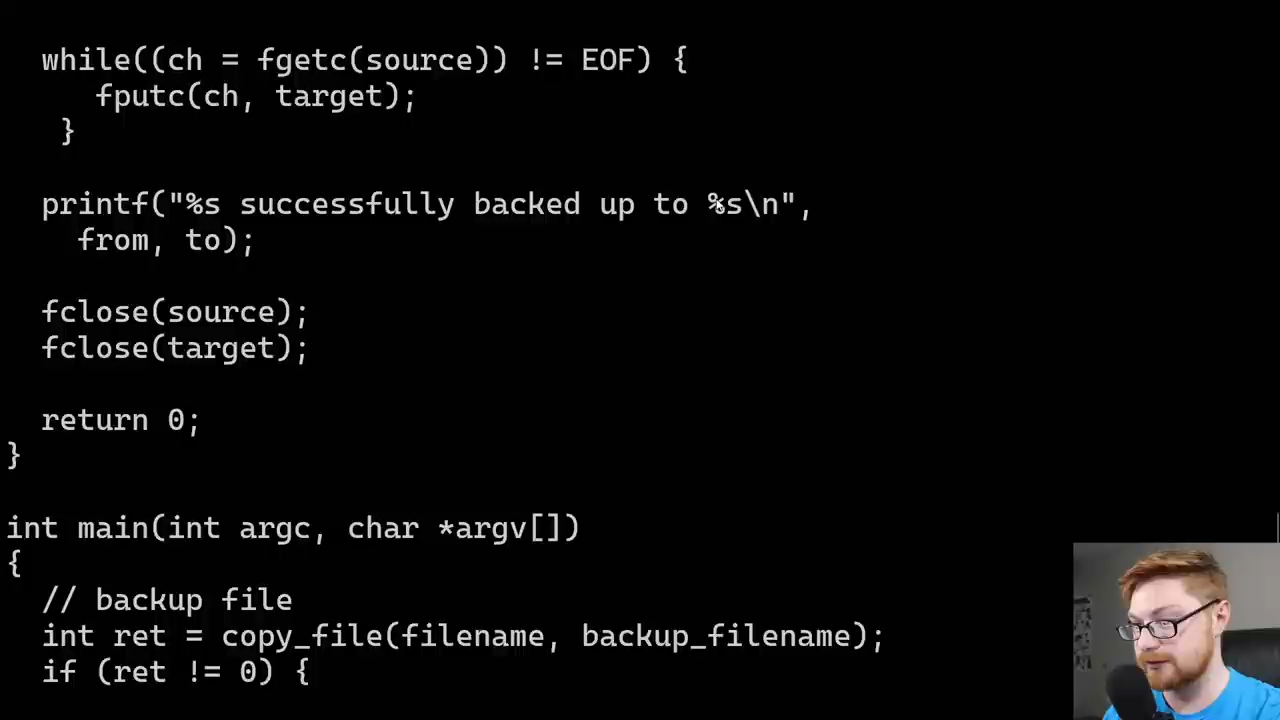 while((ch = fgetc(source)) != EOF) {
fputc(ch, target);
}
printf("%s successfully backed up to %s\n",
from, to);
fclose(source);
fclose(target);
return 0;
}
int main(int argc, char *argv[])
{
// backup file
int ret = copy_file(filename, backup_filename);
if (ret != 0) {